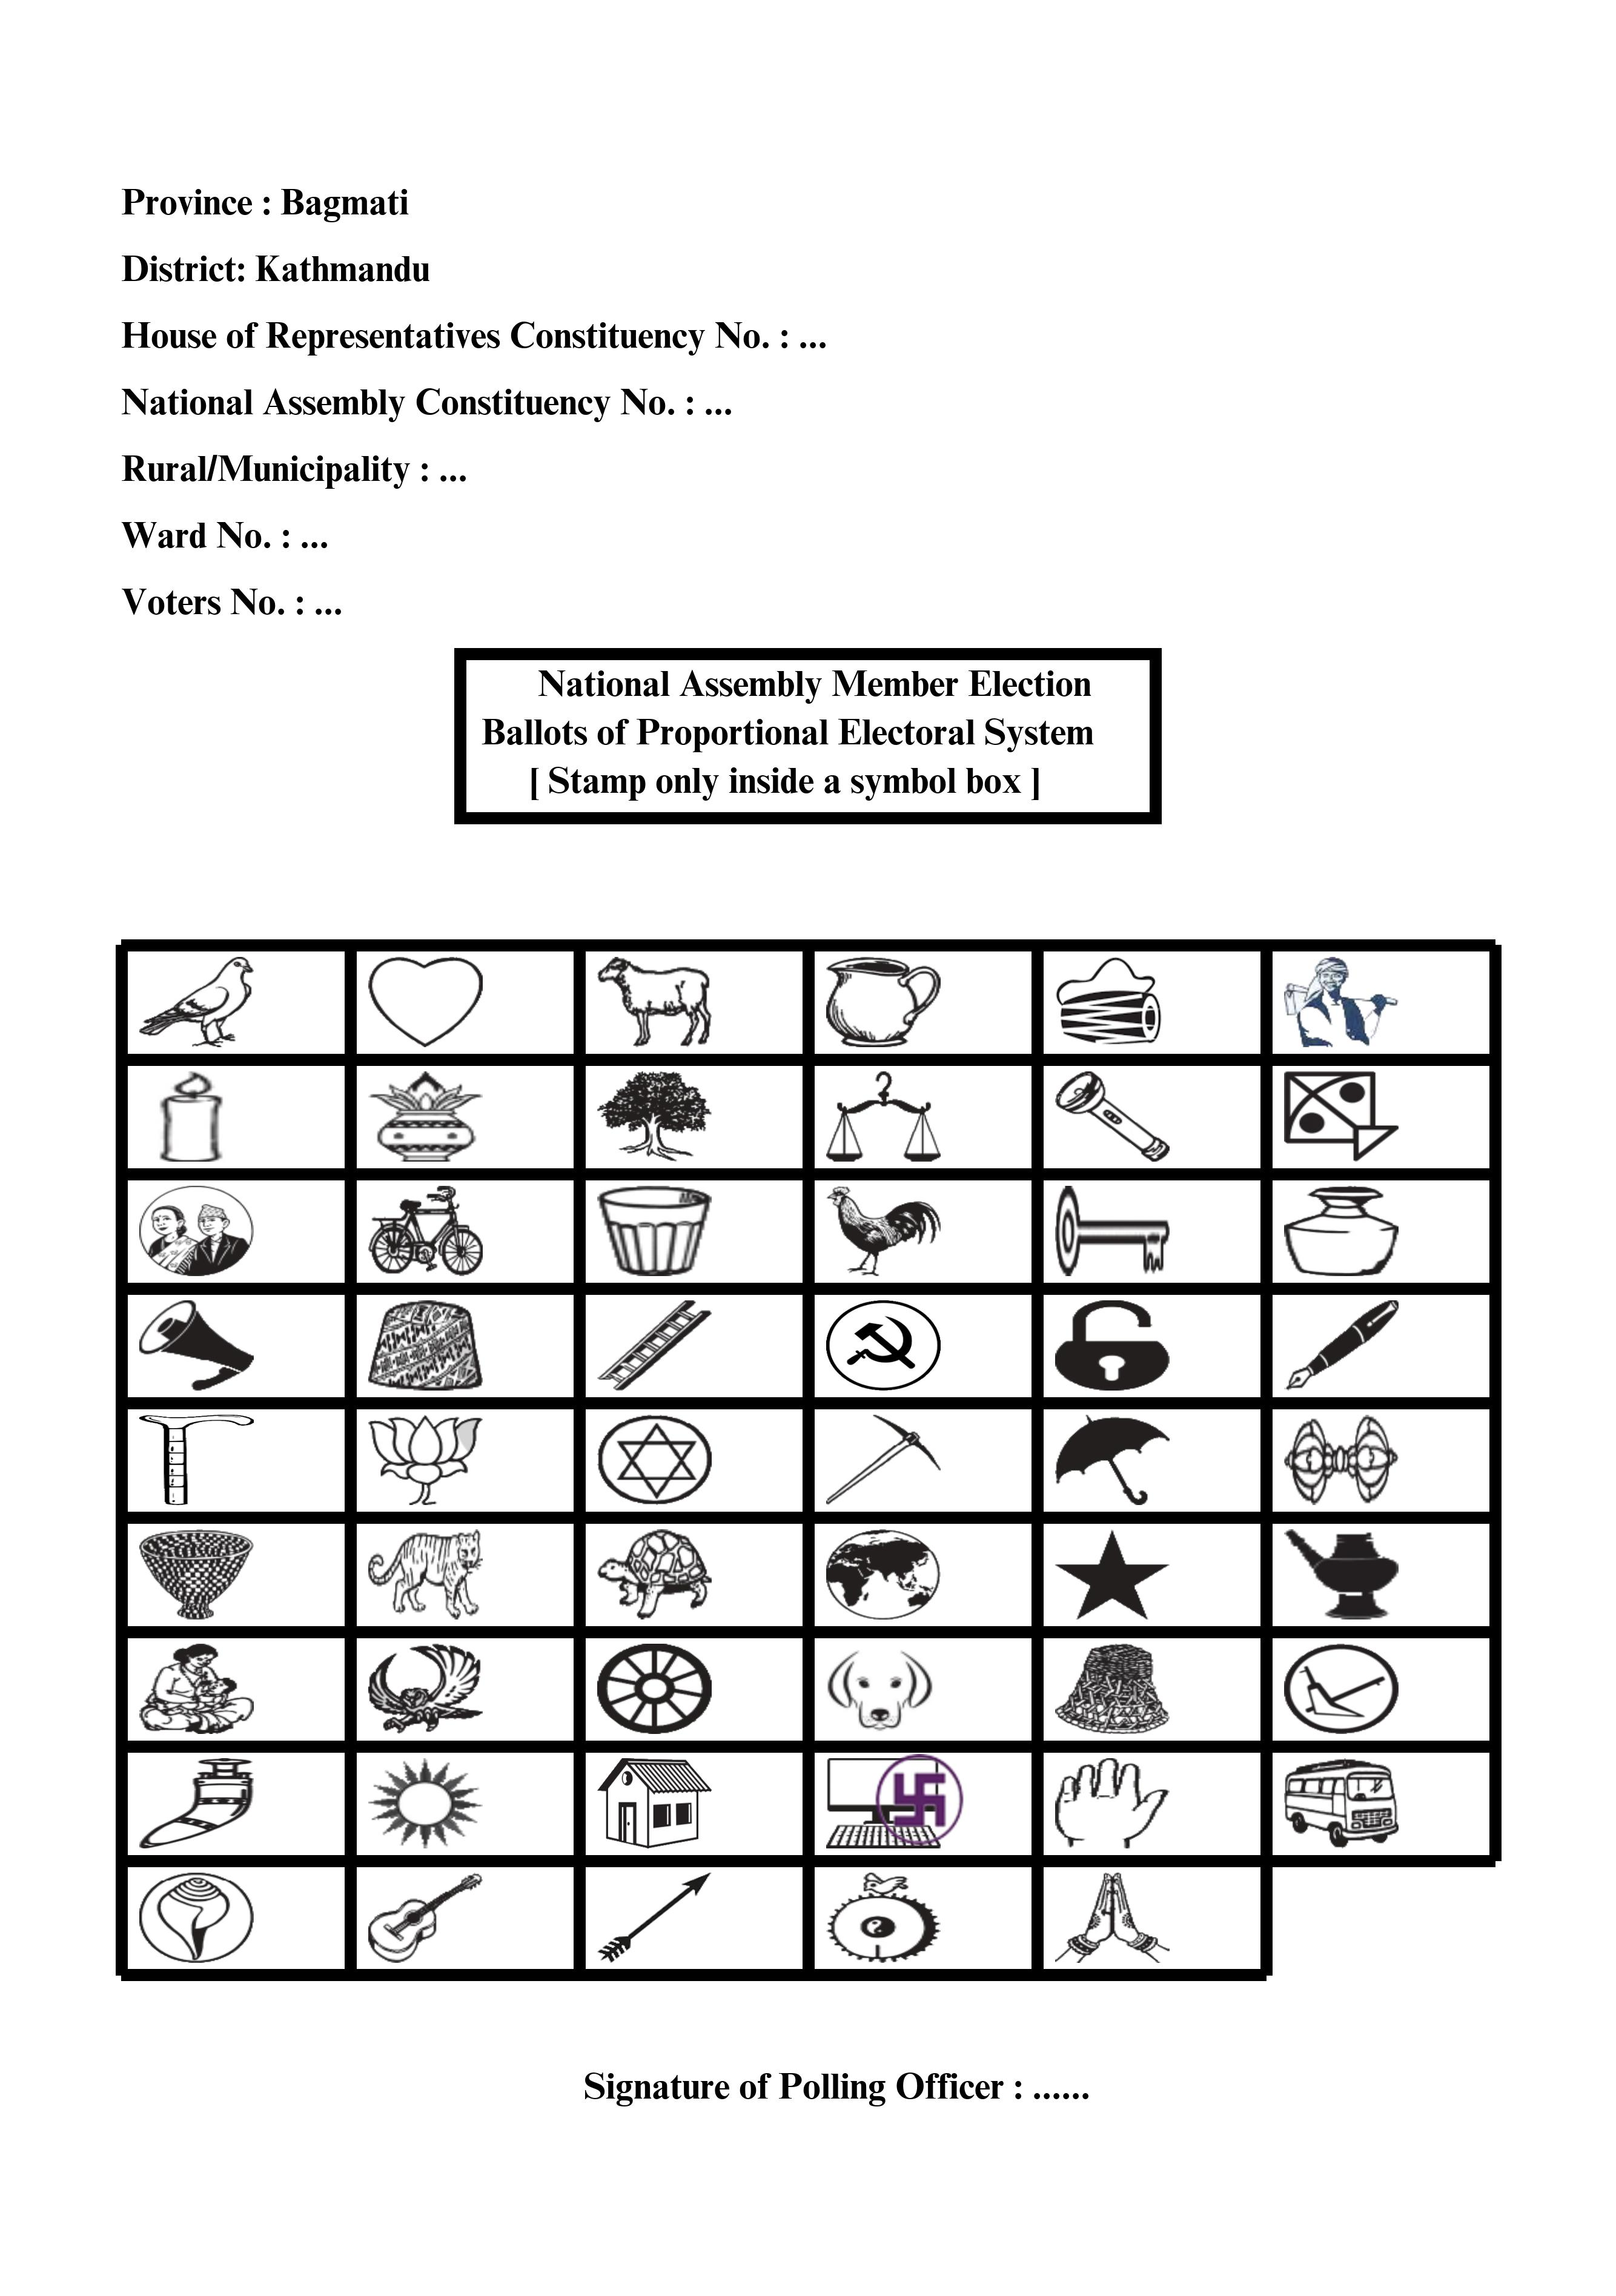 Province : Bagmati
District: Kathmandu
House of Representatives Constituency No. : ...
National Assembly Constituency No. : ...
Rural/Municipality : ...
Ward No. : ...
Voters No. : ...
National Assembly Member Election
Ballots of Proportional Electoral System
[ Stamp only inside a symbol box ]
Signature of Polling Officer : ......